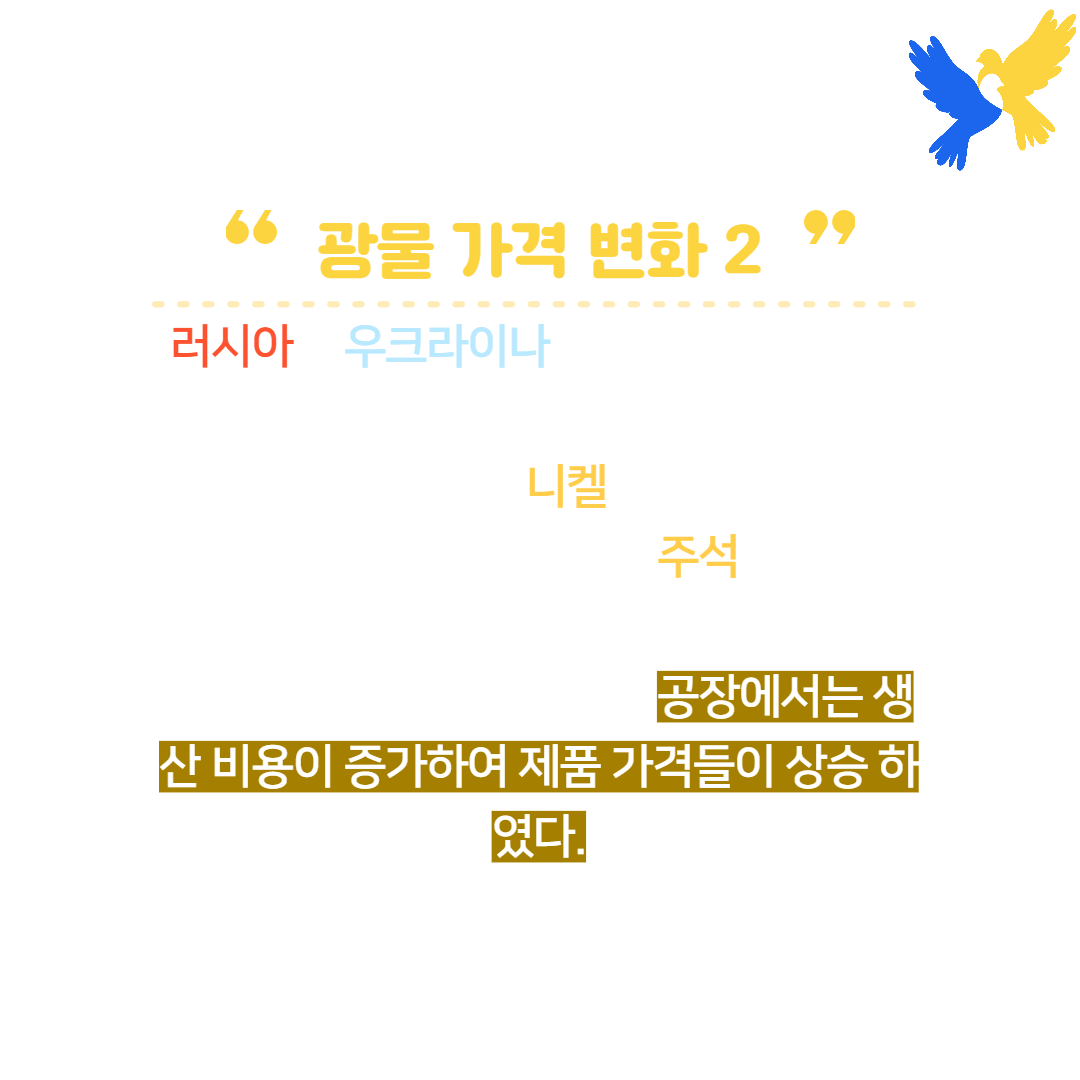 “ 광물 가격 변화 2 ”
러시아 우크라이나
니켈
주석
공장에서는 생
산 비용이 증가하여 제품 가격들이 상승 하
였다.